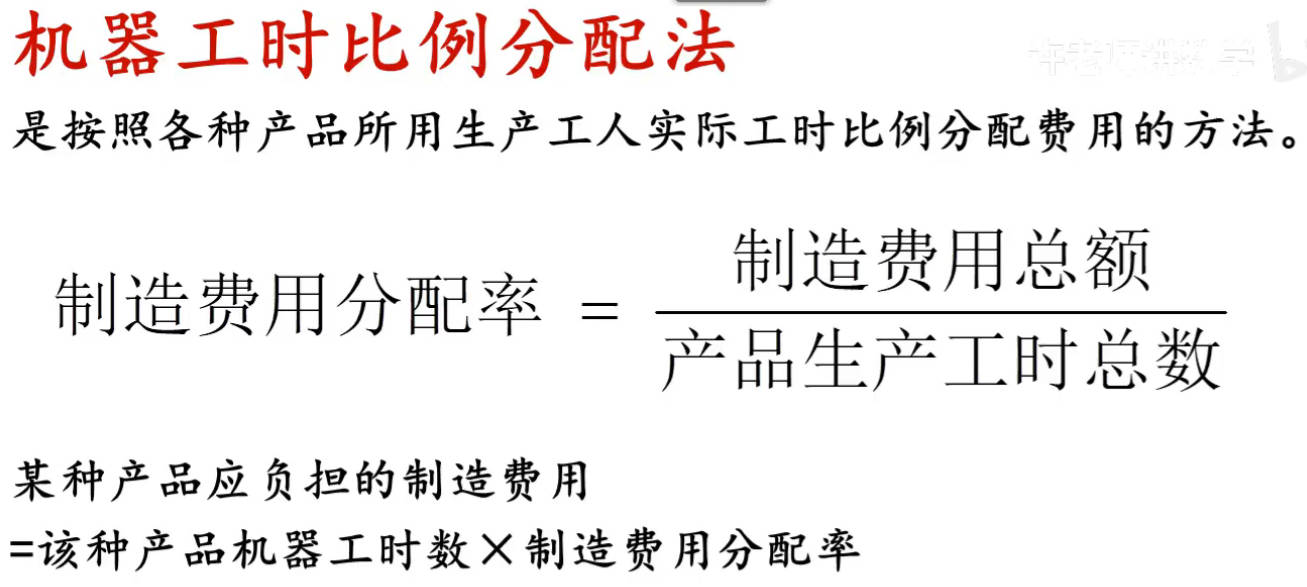 机器工时比例分配法
是按照各种产品所用生产工人实际工时比例分配费用的方法。
制造费用分配率 = 制造费用总额
产品生产工时总数
某种产品应负担的制造费用
=该种产品机器工时数×制造费用分配率